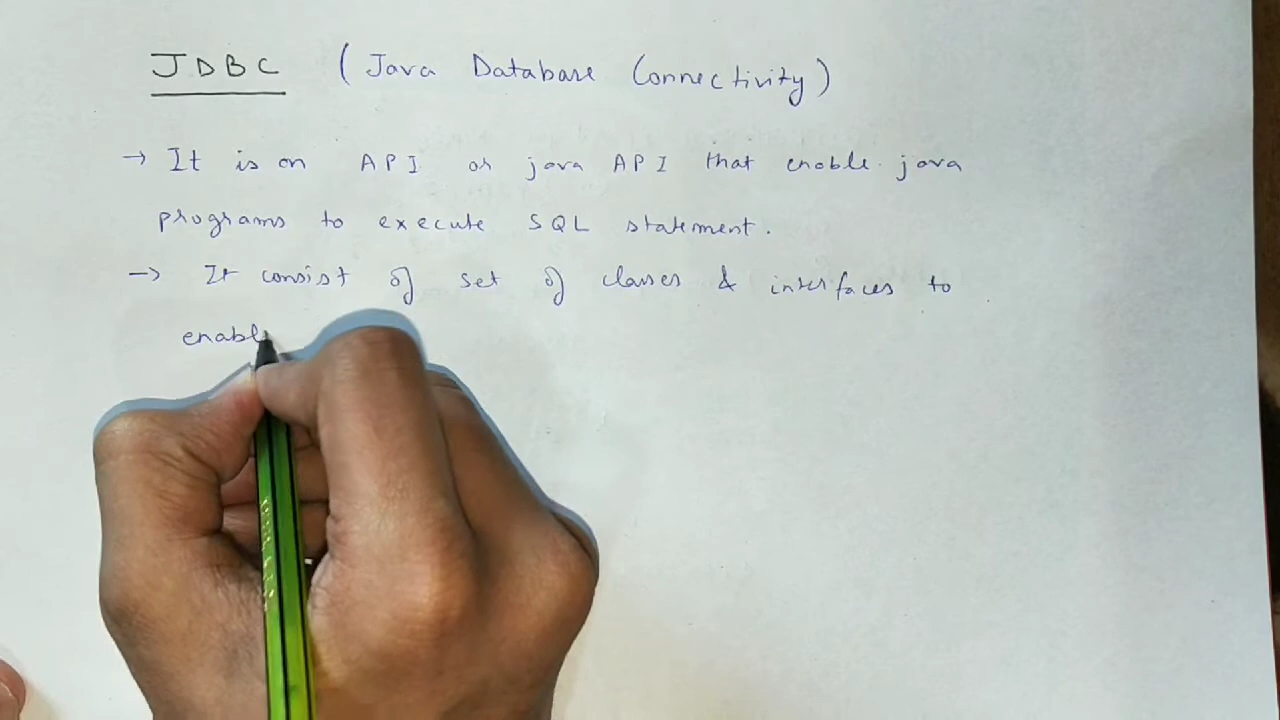 JDBC (Java Database Connectivity)
→ It is an API or java API that enable java
programs to execute SQL statement.
→ It consist of set of classes & interfaces to
enabl